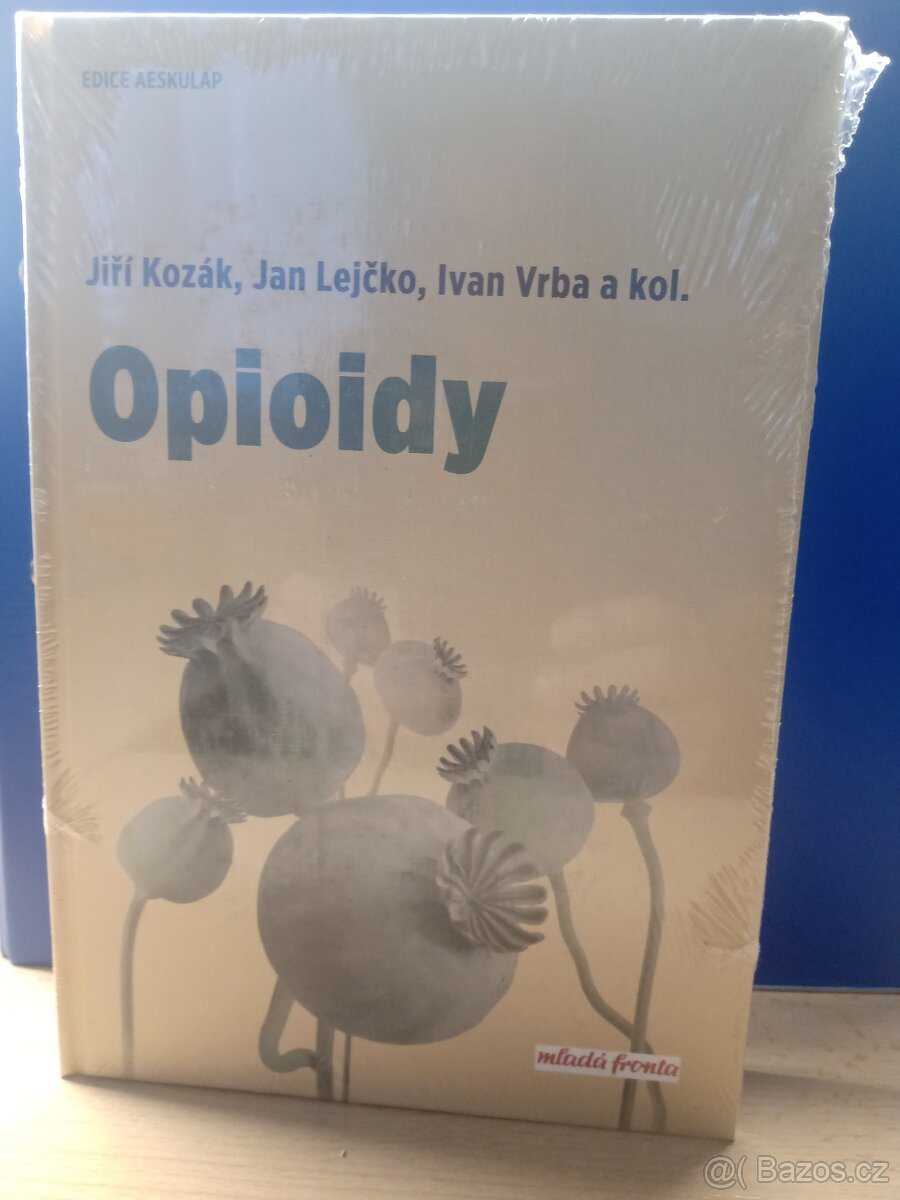 EDICE AESKULAP
Jiří Kozák, Jan Lejčko, Ivan Vrba a kol.
Opioidy
mladá fronta
@( Bazos.cz